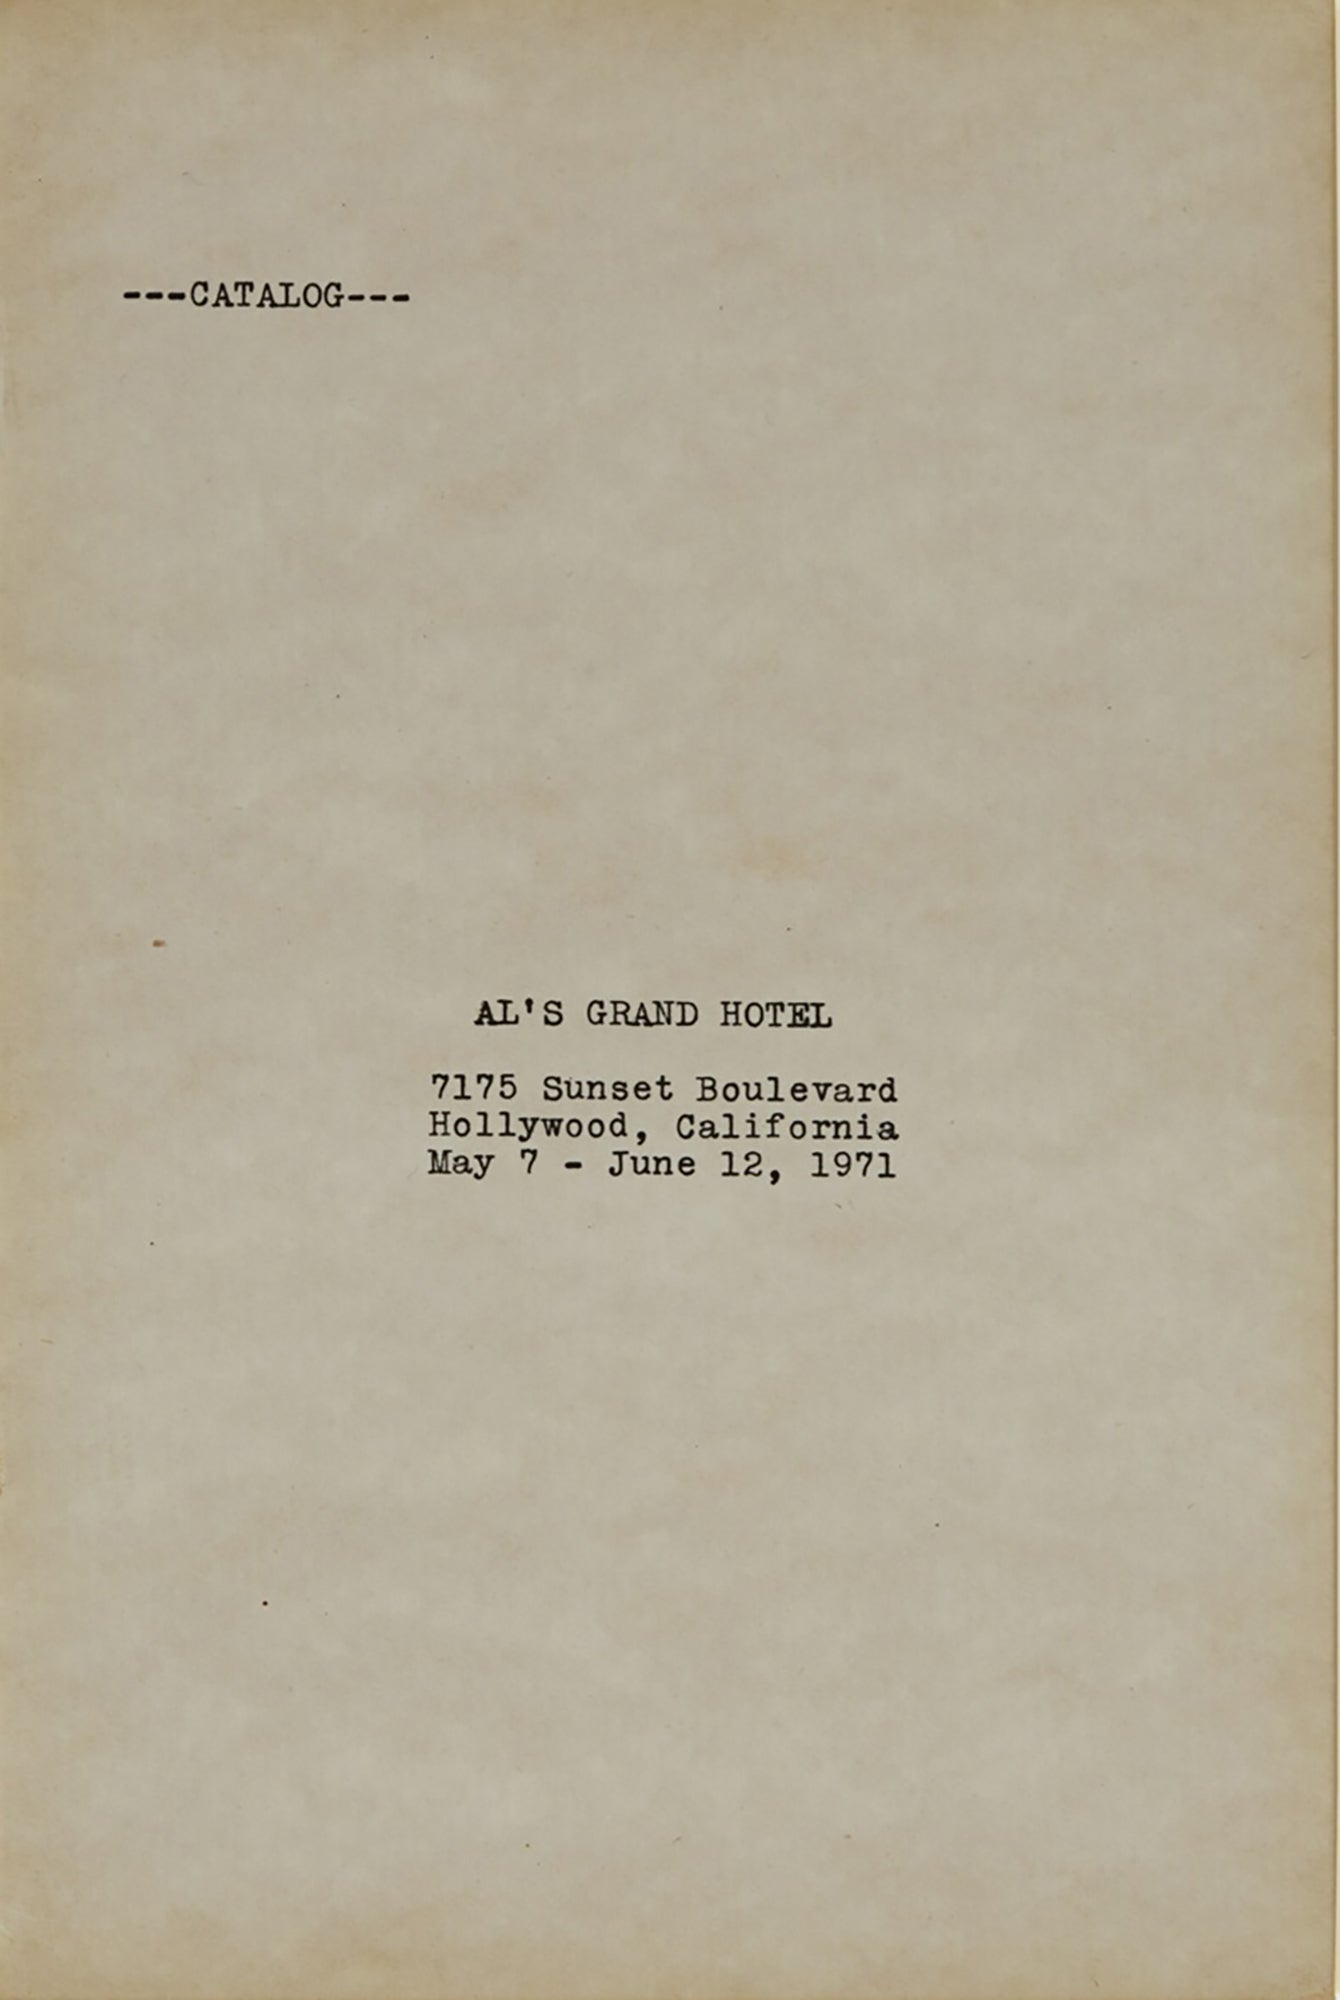 ---CATALOG---
AL'S GRAND HOTEL
7175 Sunset Boulevard
Hollywood, California
May 7 - June 12, 1971